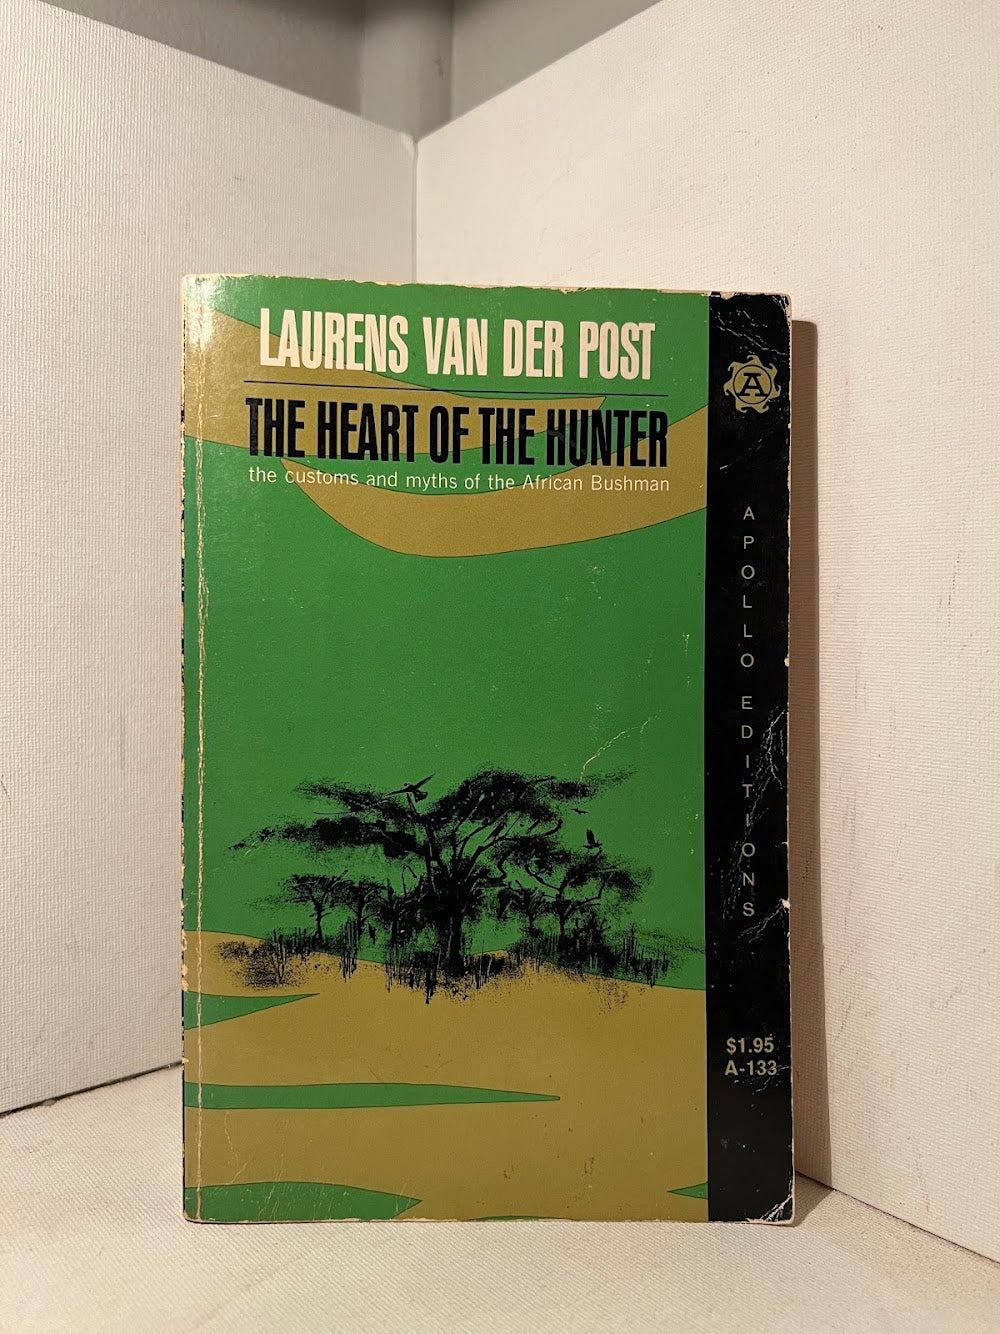 LAURENS VAN DER POST
THE HEART OF THE HUNTER
the customs and myths of the African Bushman
A
APOLLO EDITIONS
$1.95
A-133